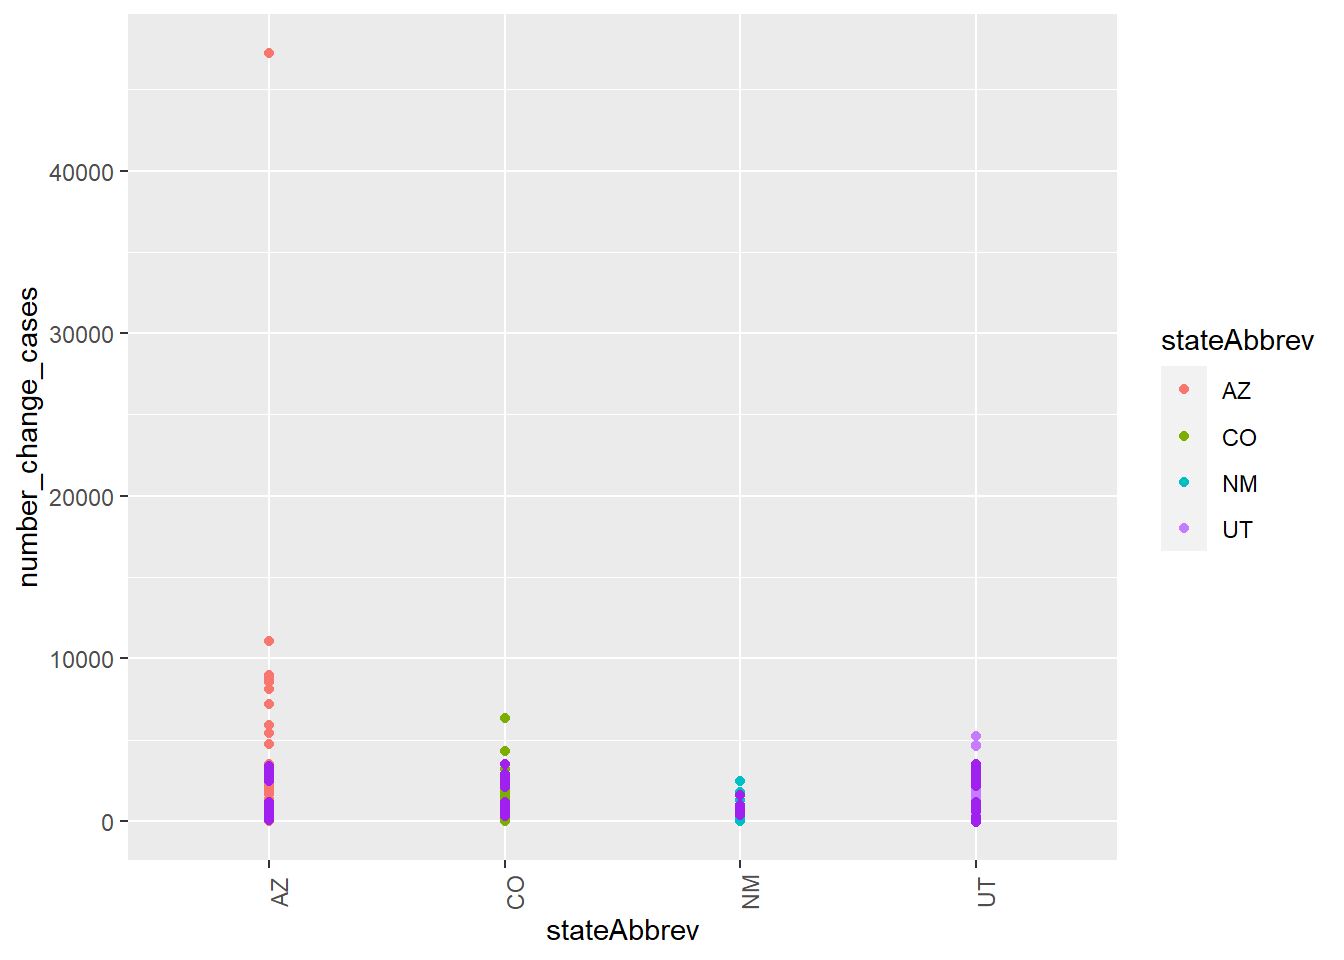 number_change_cases
40000
30000
20000
10000
0
AZ
CO
NM
UT
stateAbbrev
stateAbbrev
AZ
CO
NM
UT